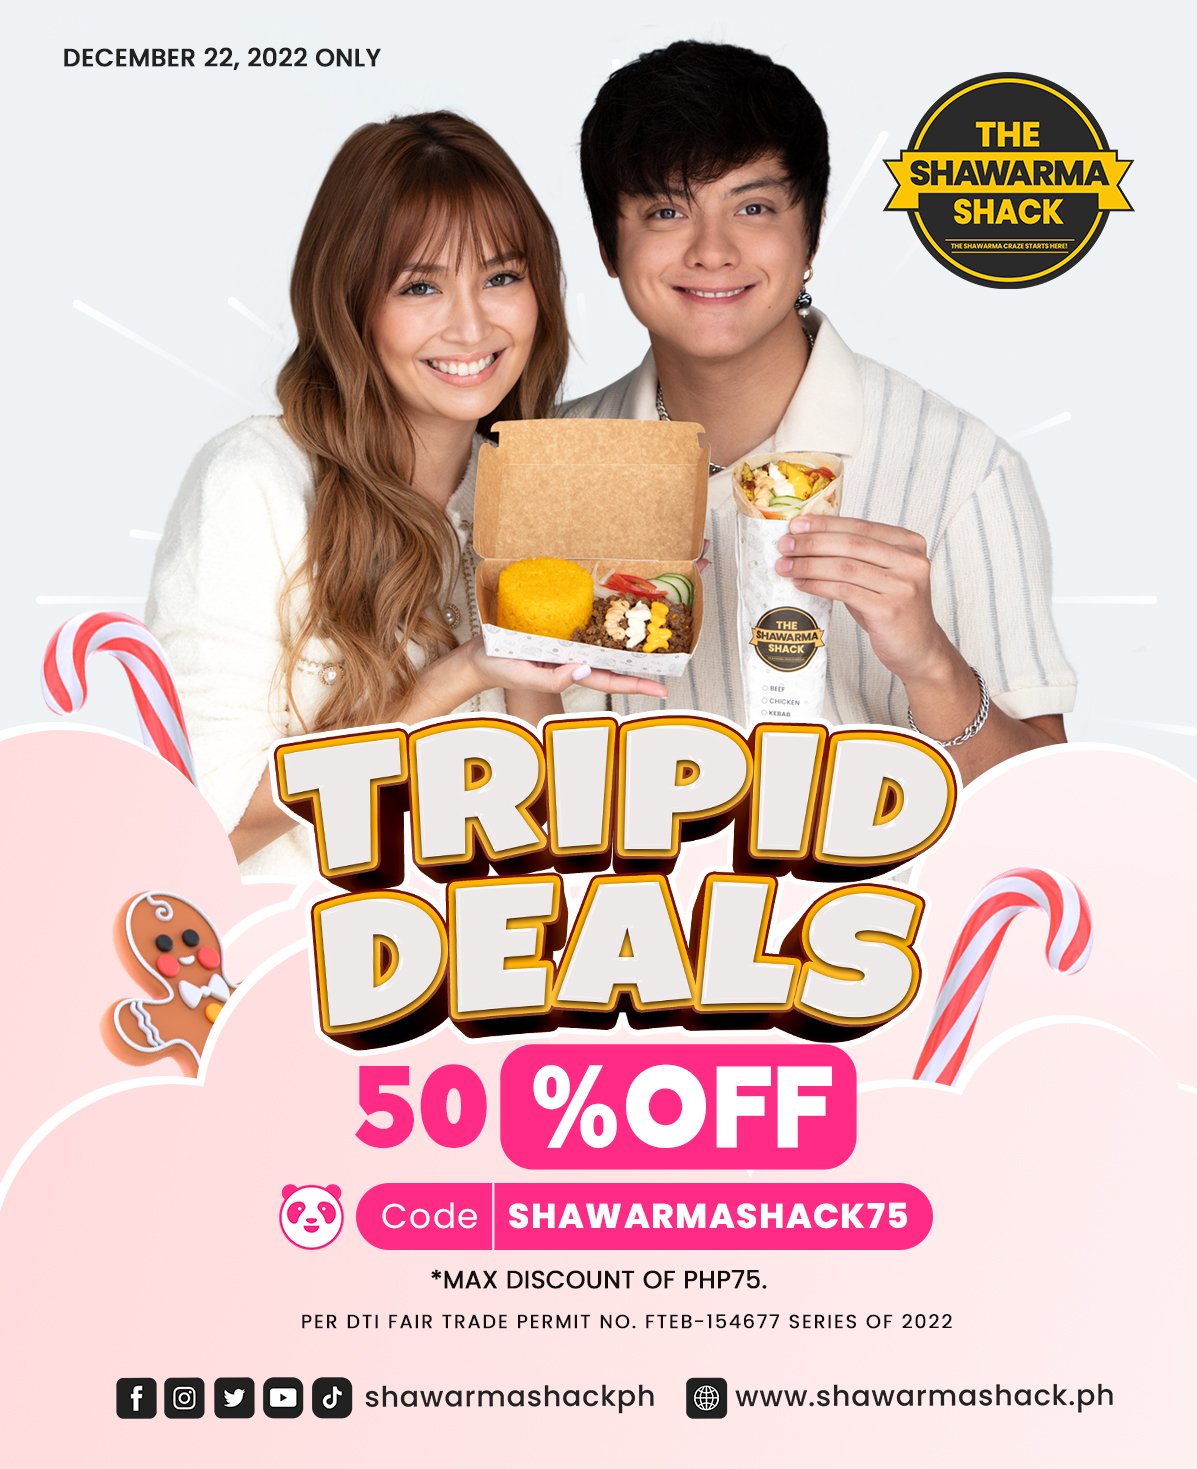 DECEMBER 22, 2022 ONLY
THE
SHAWARMA
SHACK
THE SHAWARMA CRAZE STARTS HERE!
THE
SHAWARMA
SHACK
BEEF
CHICKEN
KEBAB
TRIPID
DEALS
50 %OFF
Code SHAWARMASHACK75
*MAX DISCOUNT OF PHP75.
PER DTI FAIR TRADE PERMIT NO. FTEB-154677 SERIES OF 2022
shawarmashackph www.shawarmashack.ph